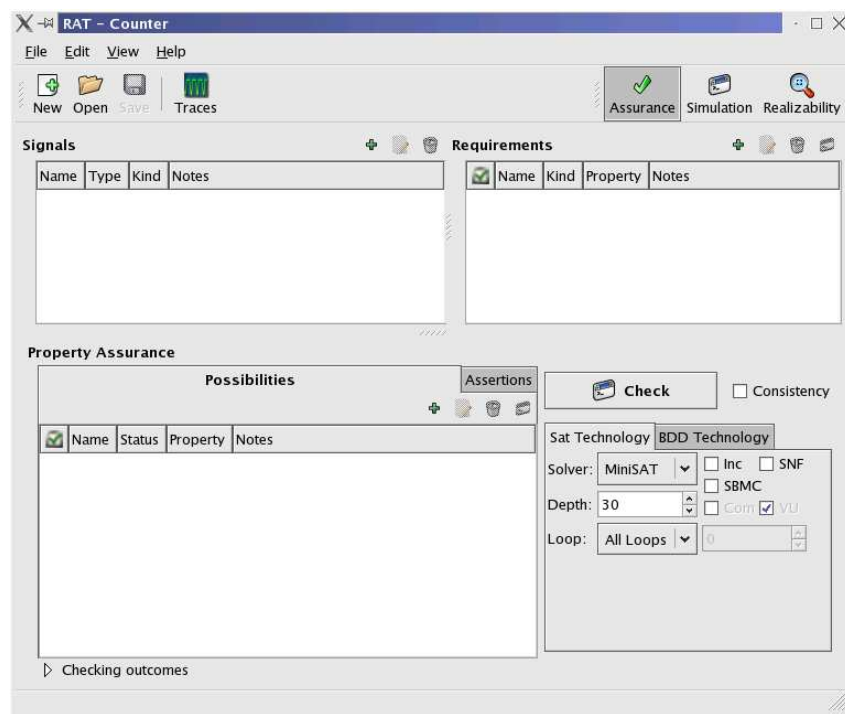 RAT - Counter
File Edit View Help
New Open Save Traces Assurance Simulation Realizability
Signals
Name Type Kind Notes
Requirements
Name Kind Property Notes
Property Assurance
Possibilities Assertions
Name Status Property Notes
Check Consistency
Sat Technology BDD Technology
Solver: MiniSAT Inc SNF
SBMC
Depth: 30 Com VU
Loop: All Loops 0
Checking outcomes